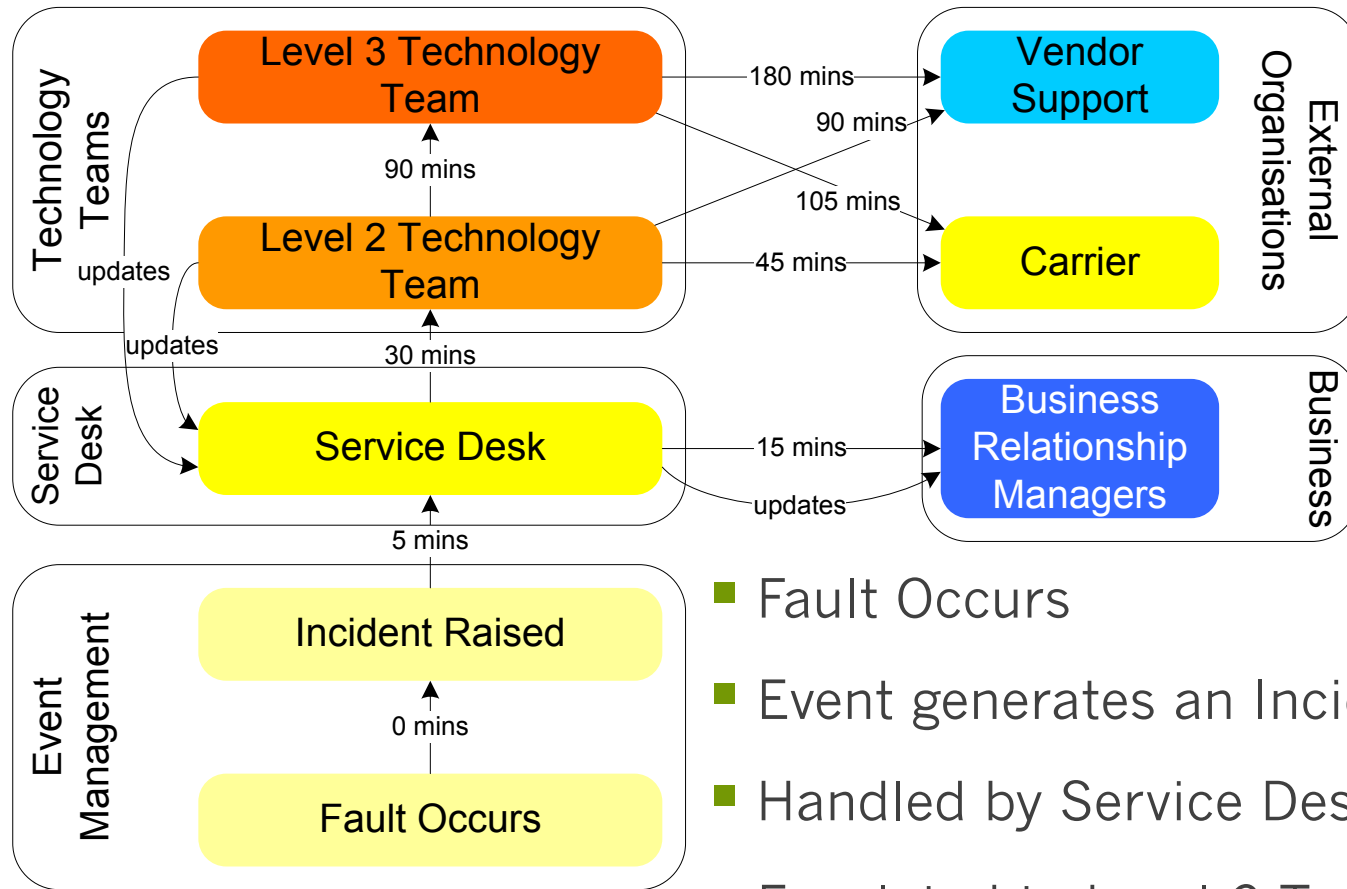 Technology
Teams
Level 3 Technology
Team
180 mins
Vendor
Support
External
Organisations
90 mins
90 mins
105 mins
Level 2 Technology
Team
45 mins
Carrier
updates
updates
30 mins
Service
Desk
Service Desk
15 mins
updates
Business
Relationship
Managers
Business
5 mins
Event
Management
Incident Raised
0 mins
Fault Occurs
Fault Occurs
Event generates an
Handled by Service